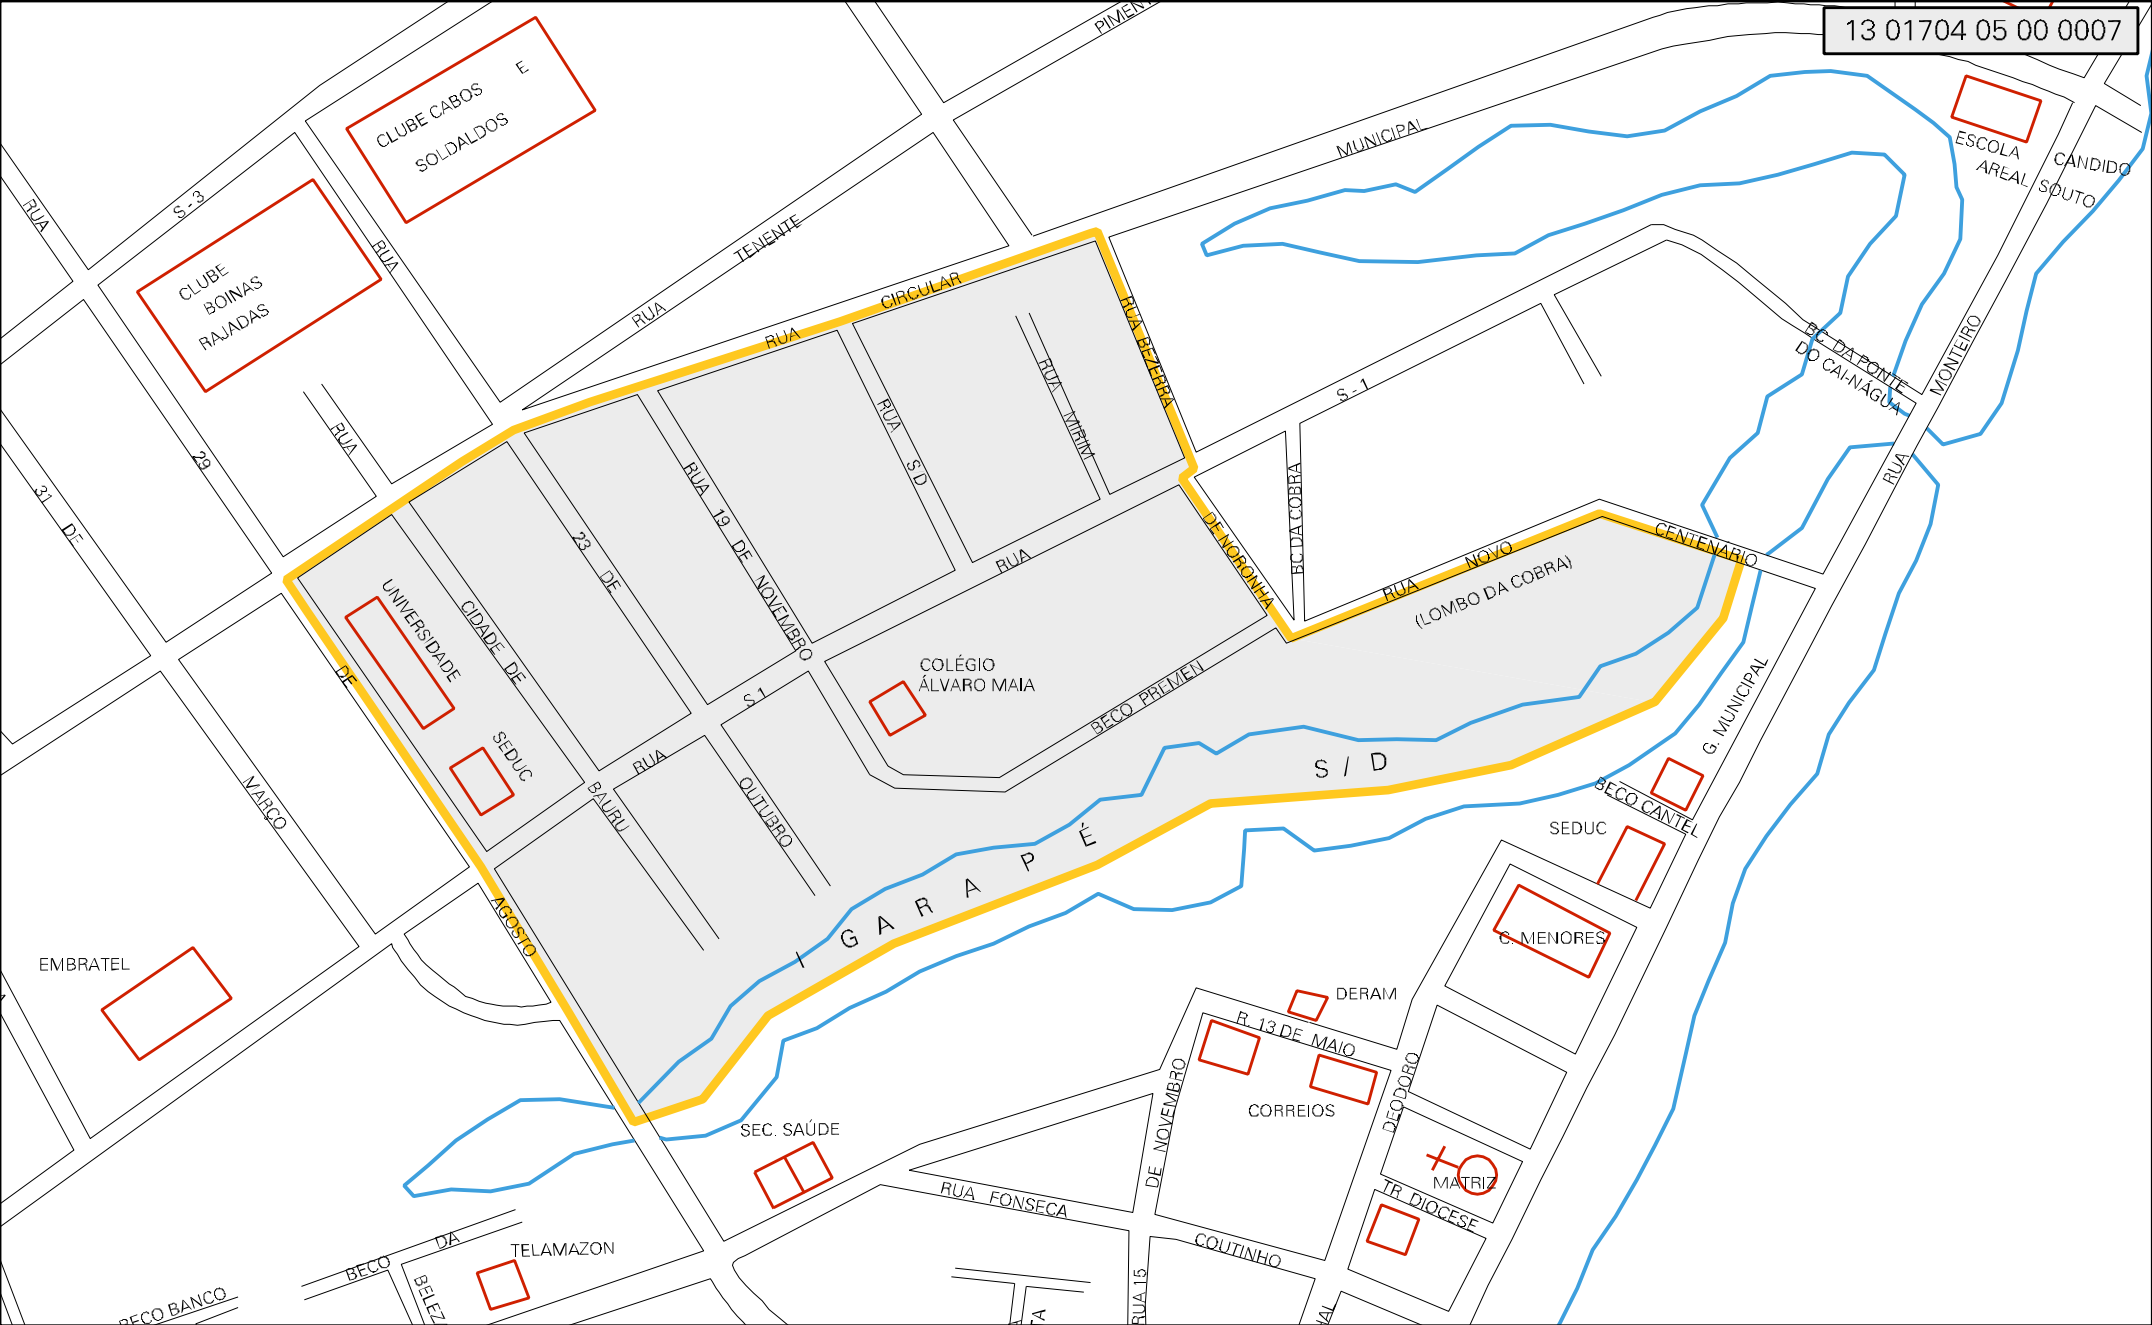 13 01704 05 00 0007
CLUBE CABOS E
SOLDALDOS
CLUBE
BOINAS
RAJADAS
S - 3
RUA
RUA
RUA TENENTE
MUNICIPAL
ESCOLA
AREAL SOUTO
CANDIDO
RUA CIRCULAR
RUA BEZERRA
DE NORONHA
RUA MIRIM
RUA S D
RUA 19 DE NOVEMBRO
RUA
29
31 DE
MARÇO
23 DE
OUTUBRO
CIDADE DE
BAURU
UNIVERSIDADE
SEDUC
DE
AGOSTO
RUA S 1
RUA
S - 1
BC DA COBRA
BC. DA PONTE
DO CAI-NÁGUA
RUA MONTEIRO
RUA NOVO
CENTENÁRIO
(LOMBO DA COBRA)
COLÉGIO
ÁLVARO MAIA
BECO PREMEN
IGARAPÉ S / D
G. MUNICIPAL
BECO CANTEL
SEDUC
C. MENORES
EMBRATEL
DERAM
R. 13 DE MAIO
CORREIOS
DEODORO
DE NOVEMBRO
RUA 15
MATRIZ
TR. DIOCESE
SEC. SAÚDE
RUA FONSECA
COUTINHO
TELAMAZON
BECO DA
BELEZ
BECO BANCO